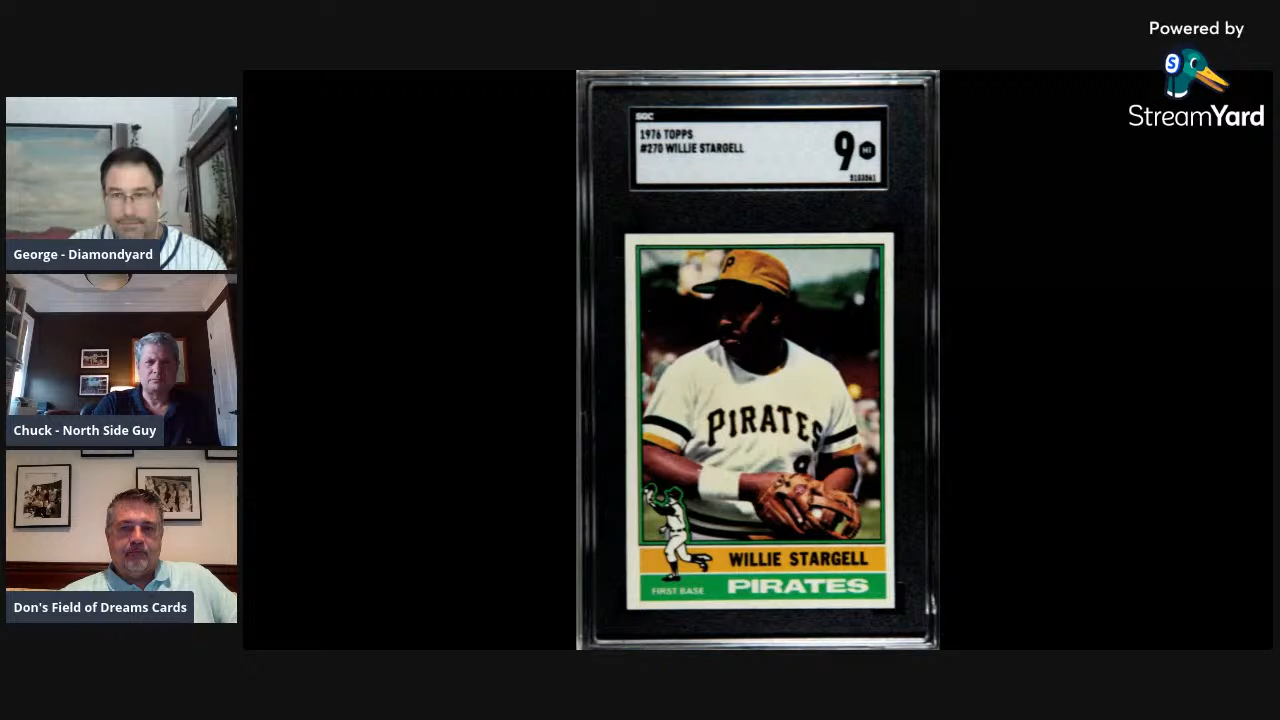 Powered by
S
StreamYard
George - Diamondyard
Chuck - North Side Guy
Don's Field of Dreams Cards
SGC
1976 TOPPS
#270 WILLIE STARGELL
9
P
PIRATES
WILLIE STARGELL
FIRST BASE
PIRATES